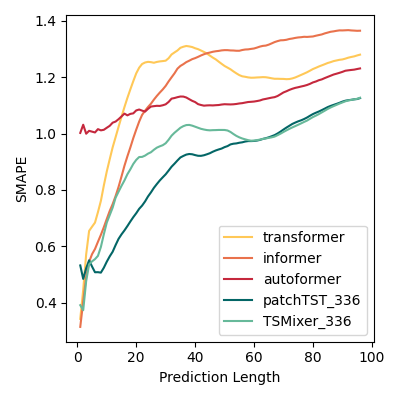 1.4
1.2
1.0
0.8
0.6
0.4
SMAPE
transformer
informer
autoformer
patchTST_336
TSMixer_336
0 20 40 60 80 100
Prediction Length